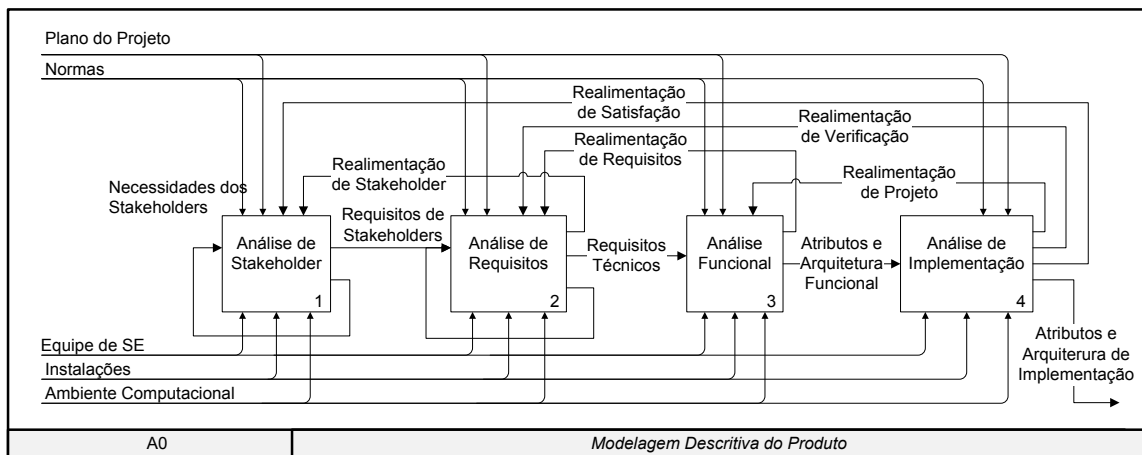 Plano do Projeto
Normas
Realimentação
de Satisfação
Realimentação
de Verificação
Realimentação
de Requisitos
Realimentação
de Stakeholder
Realimentação
de Projeto
Necessidades dos
Stakeholders
Requisitos de
Stakeholders
Análise de
Stakeholder
1
Análise de
Requisitos
2
Requisitos
Técnicos
Análise
Funcional
3
Atributos e
Arquitetura
Funcional
Análise de
Implementação
4
Equipe de SE
Instalações
Ambiente Computacional
Atributos e
Arquiterura de
Implementação
A0
Modelagem Descritiva do Produto